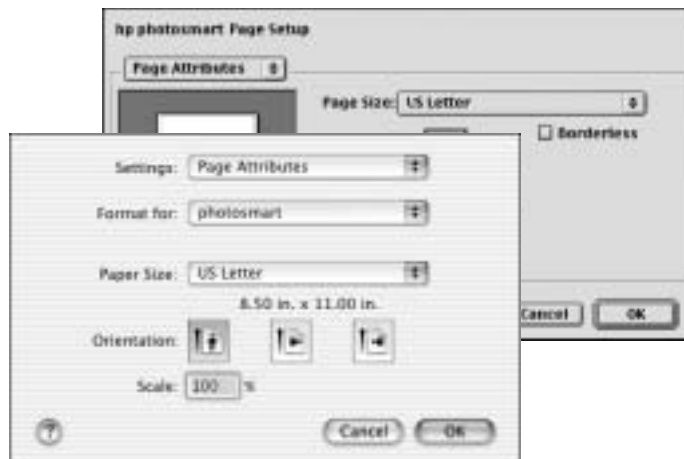 hp photosmart Page Setup
Page Attributes
Page Size: US Letter
Borderless
Cancel OK
Settings: Page Attributes
Format for: photosmart
Paper Size: US Letter
8.50 in. x 11.00 in.
Orientation:
Scale: 100 %
? Cancel OK